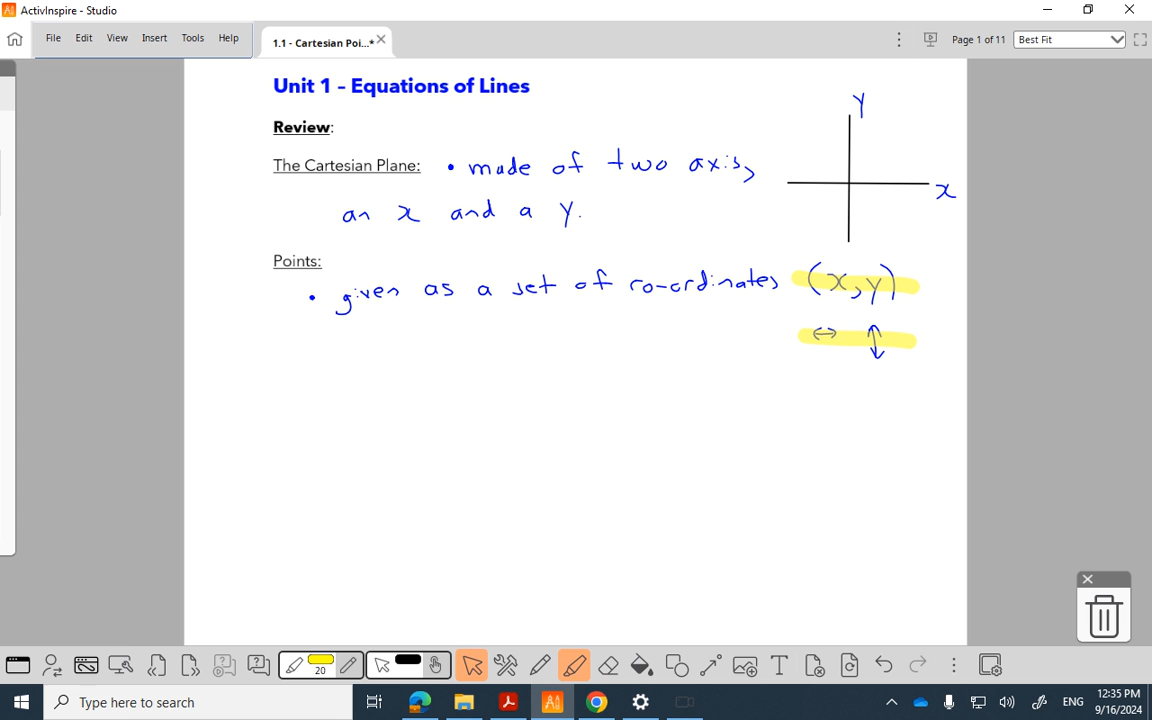 ActivInspire - Studio
File Edit View Insert Tools Help
1.1 - Cartesian Poi...*
Page 1 of 11
Best Fit
Unit 1 – Equations of Lines
Y
Review:
The Cartesian Plane: • made of two axis,
x
an x and a y.
Points:
• given as a set of co-ordinates (x,y)
20
Type here to search
Ai
ENG
12:35 PM
9/16/2024